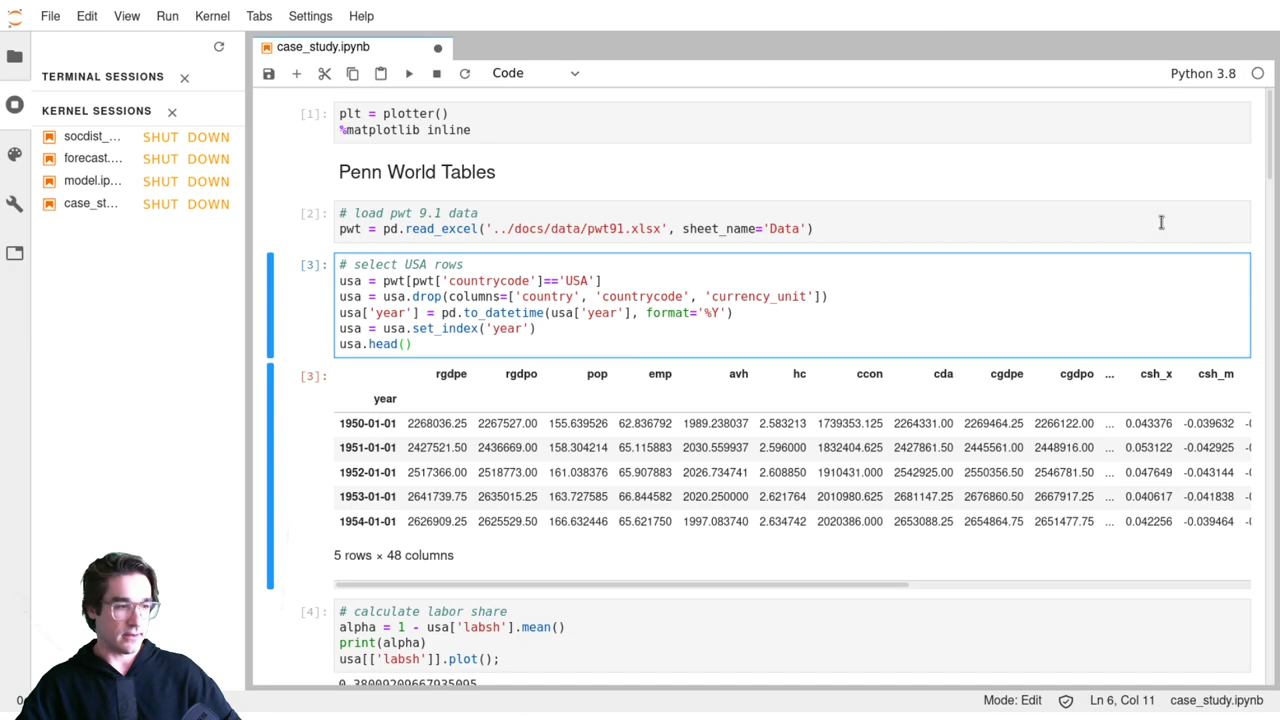 File Edit View Run Kernel Tabs Settings Help
case_study.ipynb
TERMINAL SESSIONS
KERNEL SESSIONS
socdist_... SHUT DOWN
forecast.... SHUT DOWN
model.ip... SHUT DOWN
case_st... SHUT DOWN
Code
Python 3.8
[1]: plt = plotter()
%matplotlib inline
Penn World Tables
[2]: # load pwt 9.1 data
pwt = pd.read_excel('../docs/data/pwt91.xlsx', sheet_name='Data')
[3]: # select USA rows
usa = pwt[pwt['countrycode']=='USA']
usa = usa.drop(columns=['country', 'countrycode', 'currency_unit'])
usa['year'] = pd.to_datetime(usa['year'], format='%Y')
usa = usa.set_index('year')
usa.head()
[3]: rgdpe rgdpo pop emp avh hc ccon cda cgdpe cgdpo ... csh_x csh_m
year
1950-01-01 2268036.25 2267527.00 155.639526 62.836792 1989.238037 2.583213 1739353.125 2264331.00 2269464.25 2266122.00 ... 0.043376 -0.039632
1951-01-01 2427521.50 2436669.00 158.304214 65.115883 2030.559937 2.596000 1832404.625 2427861.50 2445561.00 2448916.00 ... 0.053122 -0.042925
1952-01-01 2517366.00 2518773.00 161.038376 65.907883 2026.734741 2.608850 1910431.000 2542925.00 2550356.50 2546781.50 ... 0.047649 -0.043144
1953-01-01 2641739.75 2635015.25 163.727585 66.844582 2020.250000 2.621764 2010980.625 2681147.25 2676860.50 2667917.25 ... 0.040617 -0.041838
1954-01-01 2626909.25 2625529.50 166.632446 65.621750 1997.083740 2.634742 2020386.000 2653088.25 2654864.75 2651477.75 ... 0.042256 -0.039464
5 rows × 48 columns
[4]: # calculate labor share
alpha = 1 - usa['labsh'].mean()
print(alpha)
usa[['labsh']].plot();
0.38009209667935095
Mode: Edit Ln 6, Col 11 case_study.ipynb